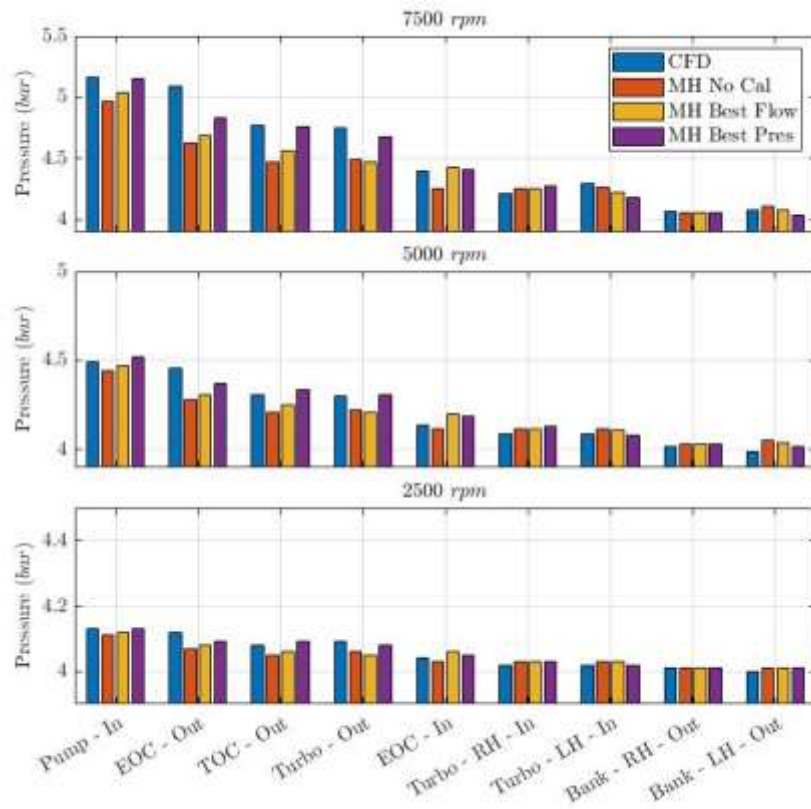 7500 rpm
5.5
5
4.5
4
Pressure (bar)
CFD
MH No Cal
MH Best Flow
MH Best Pres
5000 rpm
5
4.5
4
Pressure (bar)
2500 rpm
4.4
4.2
4
Pressure (bar)
Pump - In
EOC - Out
TOC - Out
Turbo - Out
EOC - In
Turbo - RH - In
Turbo - LH - In
Bank - RH - Out
Bank - LH - Out